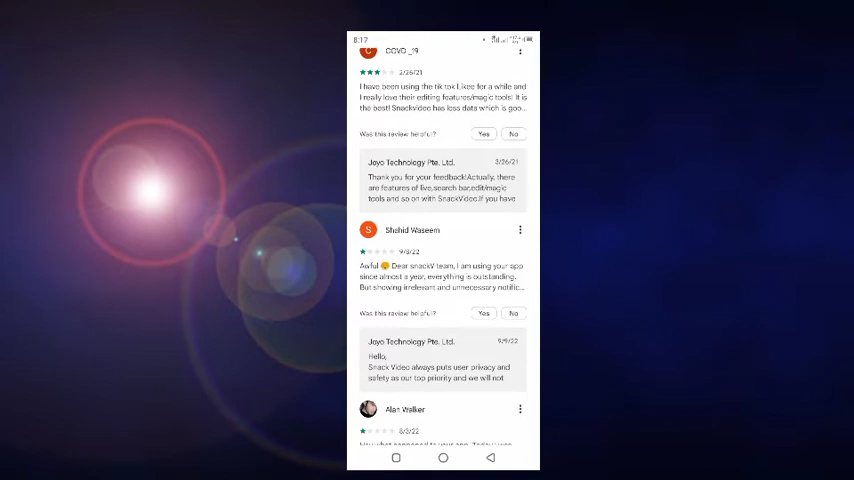 8:17
COVD _19
2/26/21
I have been using the tik tok Likee for a while and
I really love their editing features/magic tools! It is
the best! Snackvideo has less data which is goo...
Was this review helpful?
Yes
No
Joyo Technology Pte. Ltd.
3/26/21
Thank you for your feedback!Actually, there
are features of live,search bar,edit/magic
tools and so on with SnackVideo.If you have
S
Shahid Waseem
9/8/22
Awful 😡 Dear snackV team, I am using your app
since almost a year, everything is outstanding.
But showing irrelevant and unnecessary notific...
Was this review helpful?
Yes
No
Joyo Technology Pte. Ltd.
9/9/22
Hello,
Snack Video always puts user privacy and
safety as our top priority and we will not
Alan Walker
8/3/22